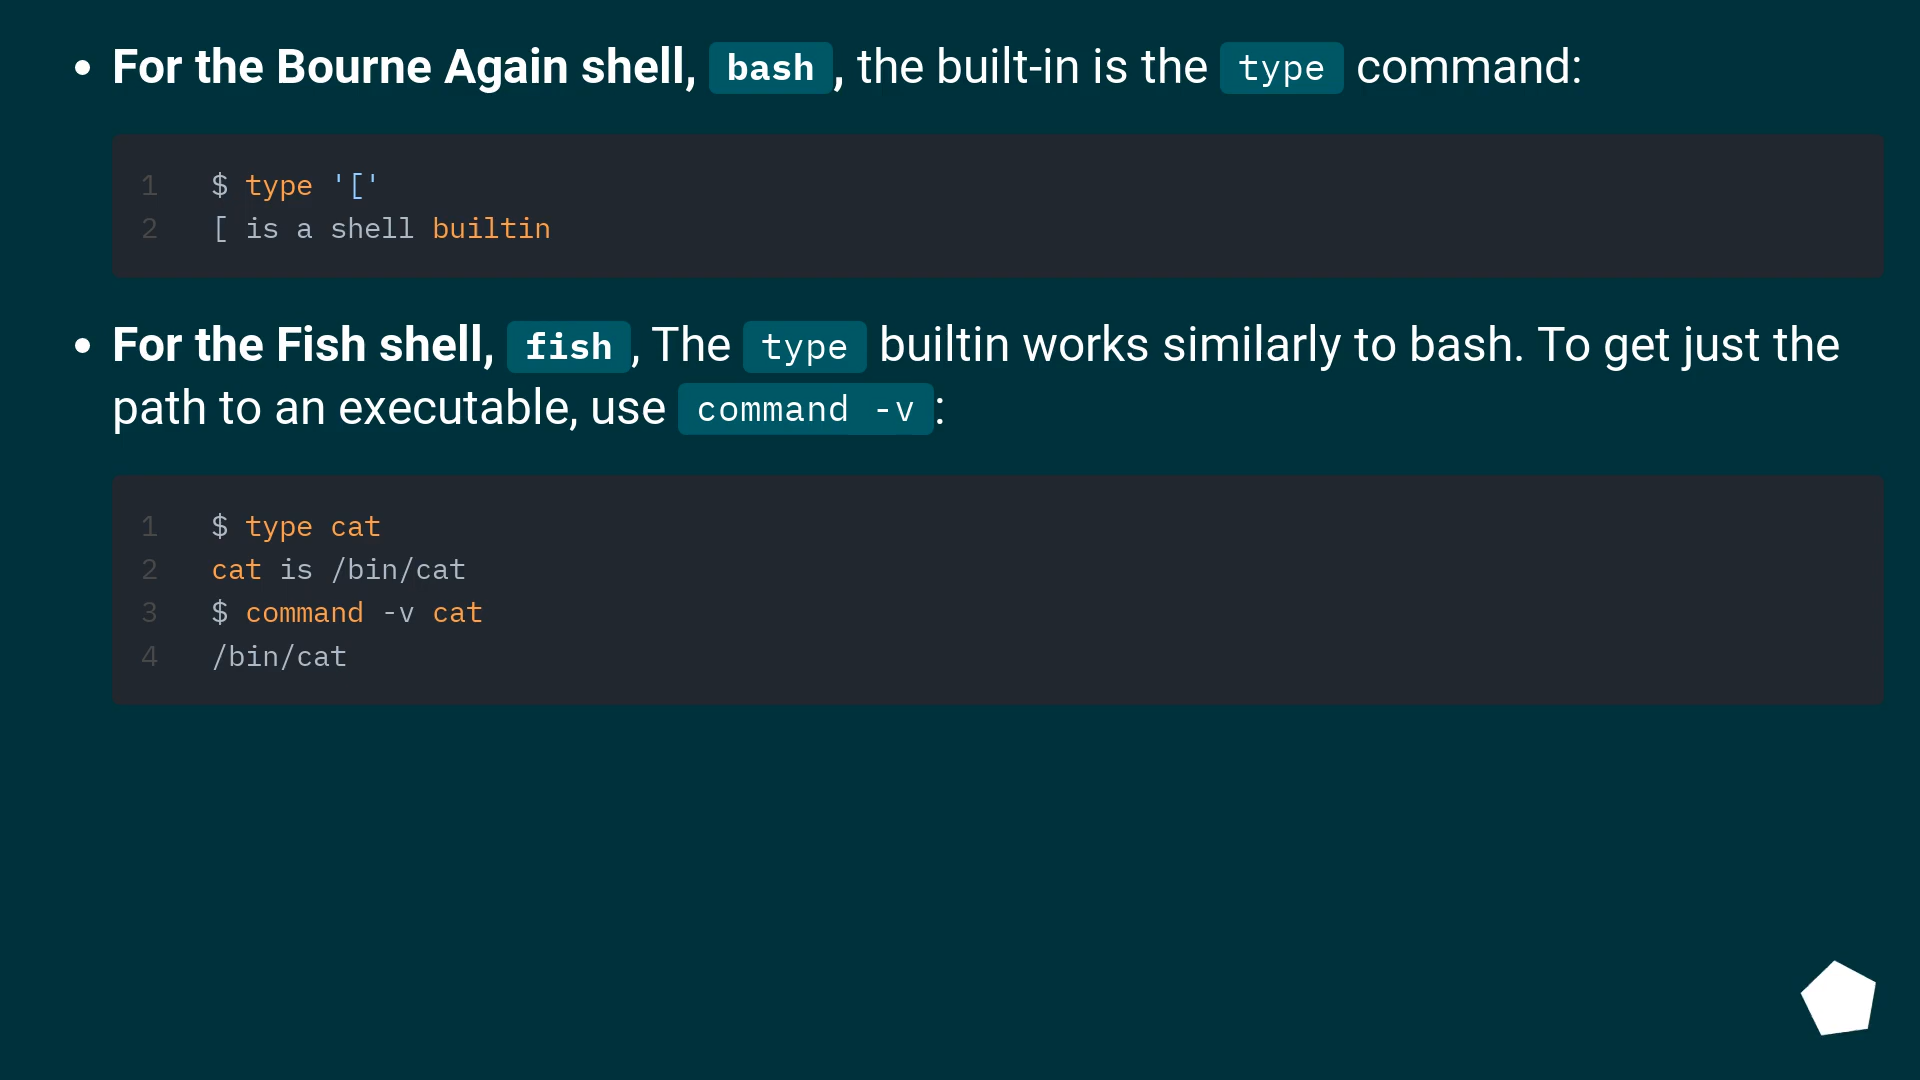 • For the Bourne Again shell, bash, the built-in is the type command:
1 $ type '['
2 [ is a shell builtin
• For the Fish shell, fish, The type builtin works similarly to bash. To get just the
path to an executable, use command -v:
1 $ type cat
2 cat is /bin/cat
3 $ command -v cat
4 /bin/cat